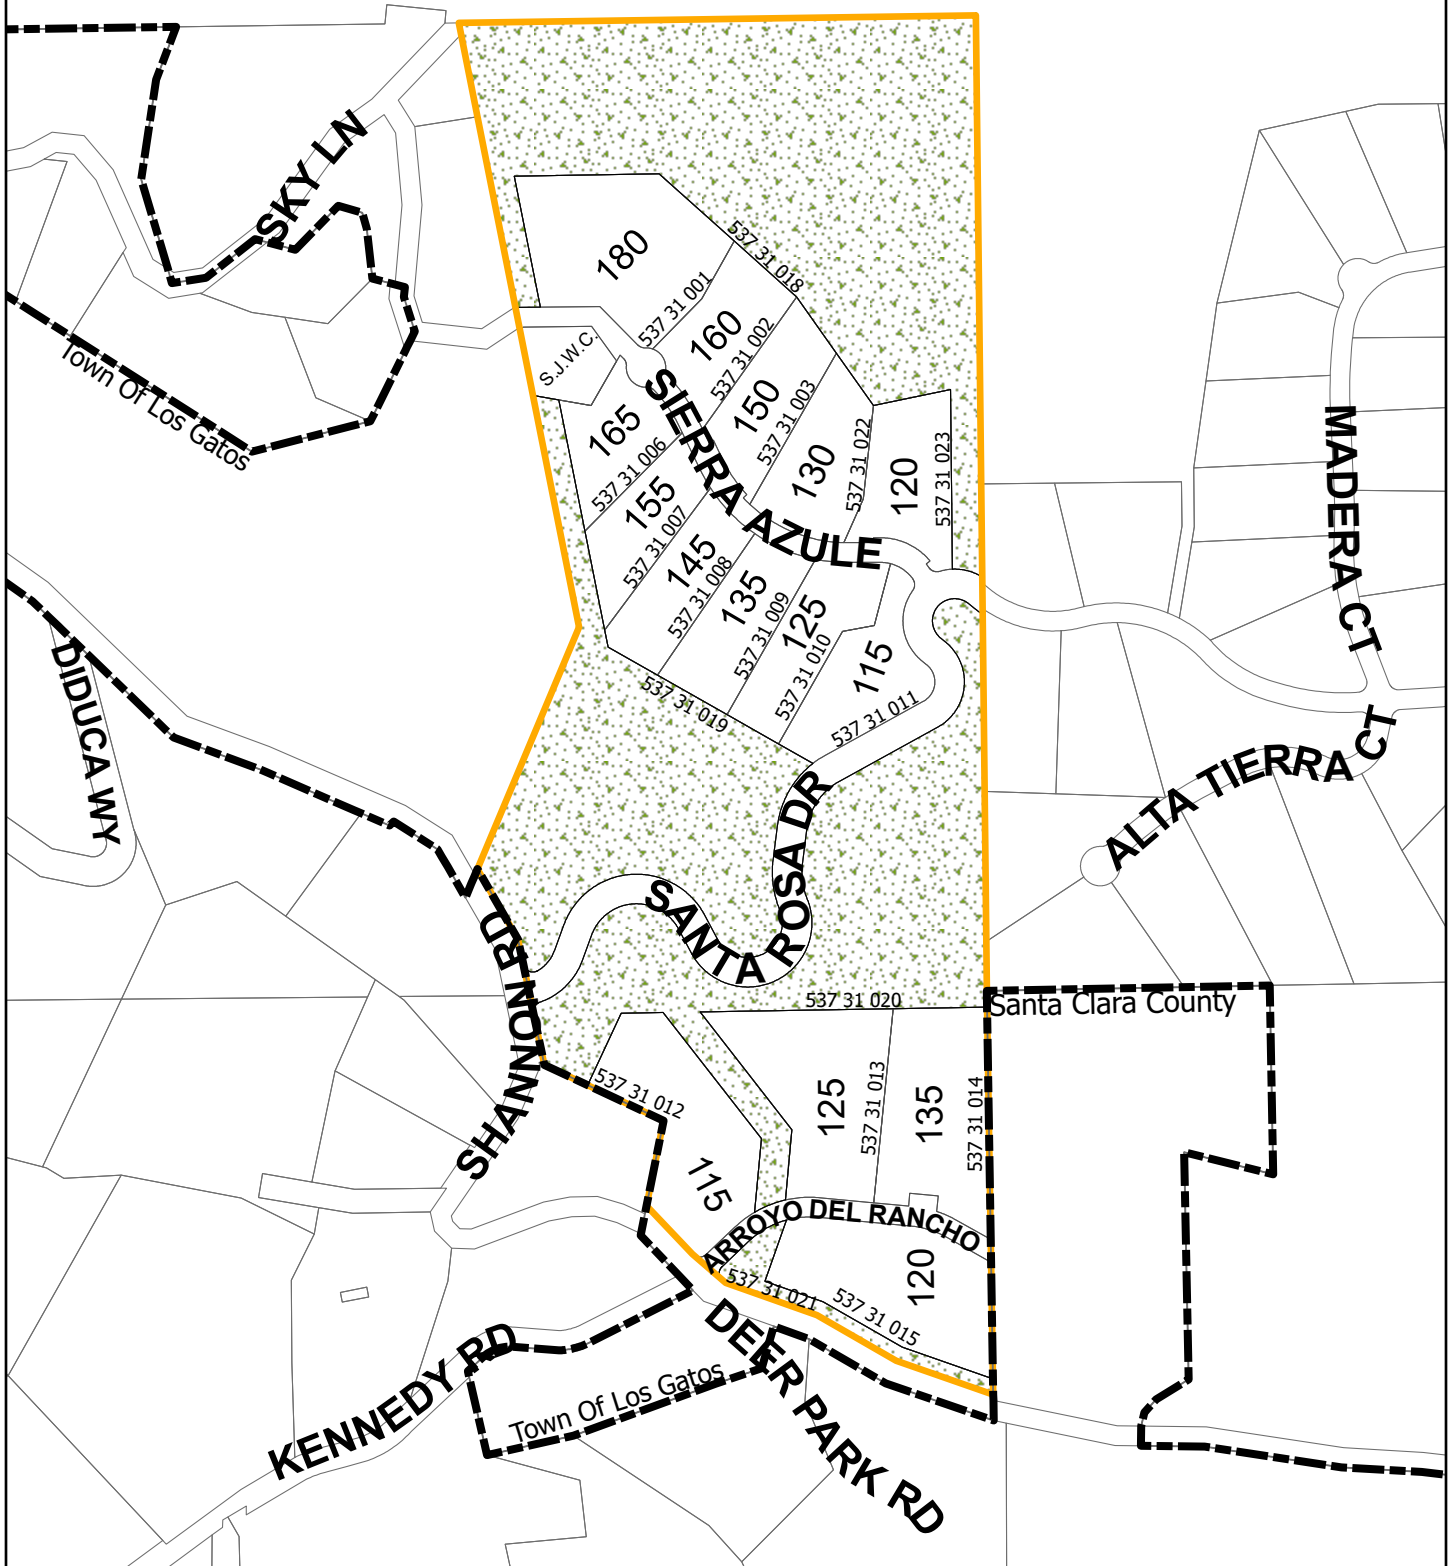 SKY LN
180
537 31 018
537 31 001
160
537 31 002
S.J.W.C.
Town Of Los Gatos
SIERRA AZULE
150
537 31 003
165
537 31 006
130
537 31 022
120
537 31 023
155
537 31 007
145
537 31 008
135
537 31 009
125
537 31 010
115
537 31 011
537 31 019
MADERA CT
DIDUCA WY
ALTA TIERRA CT
SANTA ROSA DR
SHANNON RD
537 31 020
Santa Clara County
537 31 012
115
125
537 31 013
135
537 31 014
ARROYO DEL RANCHO
120
537 31 021
537 31 015
KENNEDY RD
Town Of Los Gatos
DEER PARK RD